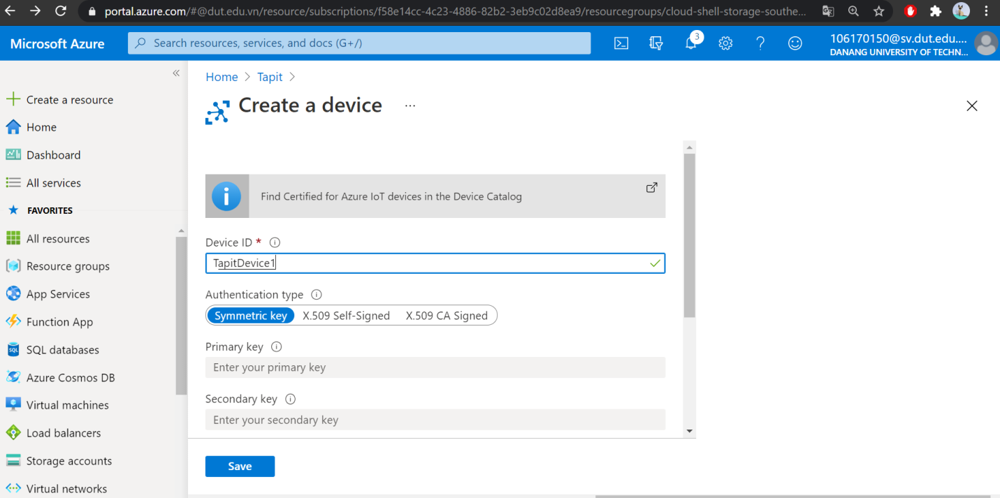 portal.azure.com/#@dut.edu.vn/resource/subscriptions/f58e14cc-4c23-4886-82b2-3eb9c02d8ea9/resourcegroups/cloud-shell-storage-southe...
Microsoft Azure
Search resources, services, and docs (G+/)
3
106170150@sv.dut.edu....
DANANG UNIVERSITY OF TECHN...
«
Create a resource
Home
Dashboard
All services
FAVORITES
All resources
Resource groups
App Services
Function App
SQL databases
Azure Cosmos DB
Virtual machines
Load balancers
Storage accounts
Virtual networks
Home > Tapit >
Create a device ...
Find Certified for Azure IoT devices in the Device Catalog
Device ID *
TapitDevice1
Authentication type
Symmetric key X.509 Self-Signed X.509 CA Signed
Primary key
Enter your primary key
Secondary key
Enter your secondary key
Save